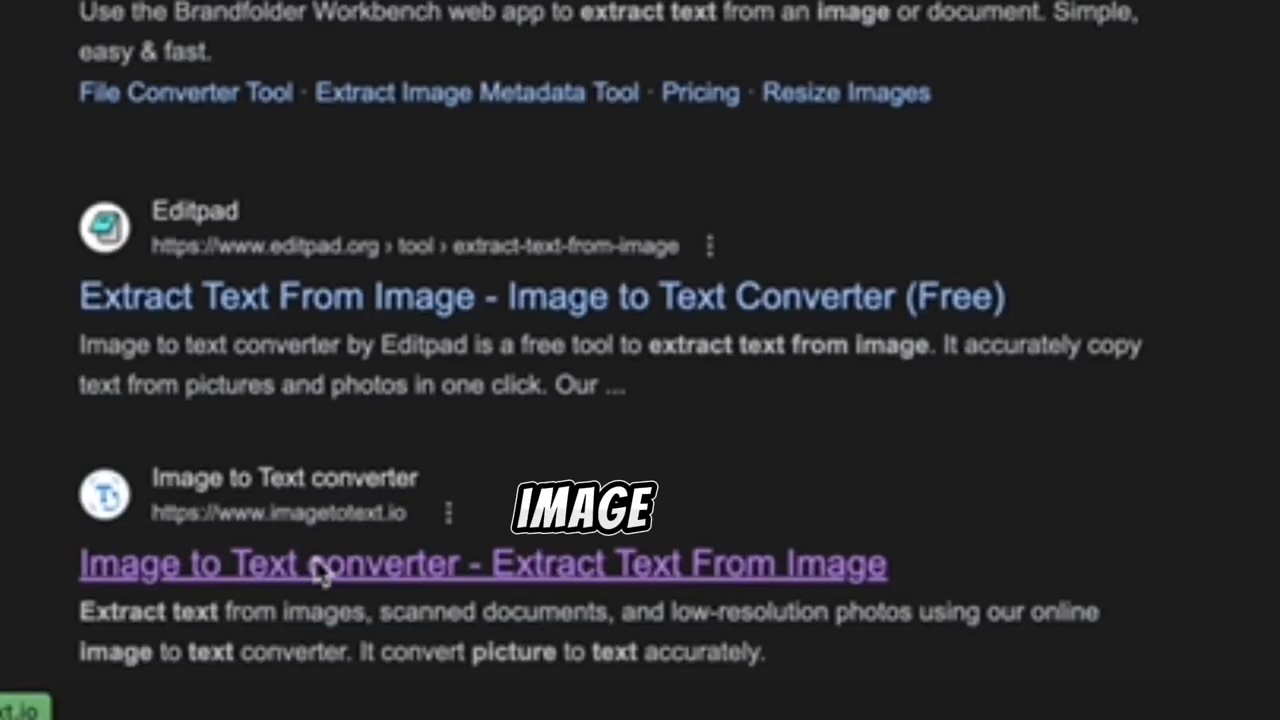 Use the Brandfolder Workbench web app to extract text from an image or document. Simple,
easy & fast.
File Converter Tool · Extract Image Metadata Tool · Pricing · Resize Images
Editpad
https://www.editpad.org › tool › extract-text-from-image
Extract Text From Image - Image to Text Converter (Free)
Image to text converter by Editpad is a free tool to extract text from image. It accurately copy
text from pictures and photos in one click. Our ...
Image to Text converter
https://www.imagetotext.io
IMAGE
Image to Text converter - Extract Text From Image
Extract text from images, scanned documents, and low-resolution photos using our online
image to text converter. It convert picture to text accurately.
xt.io